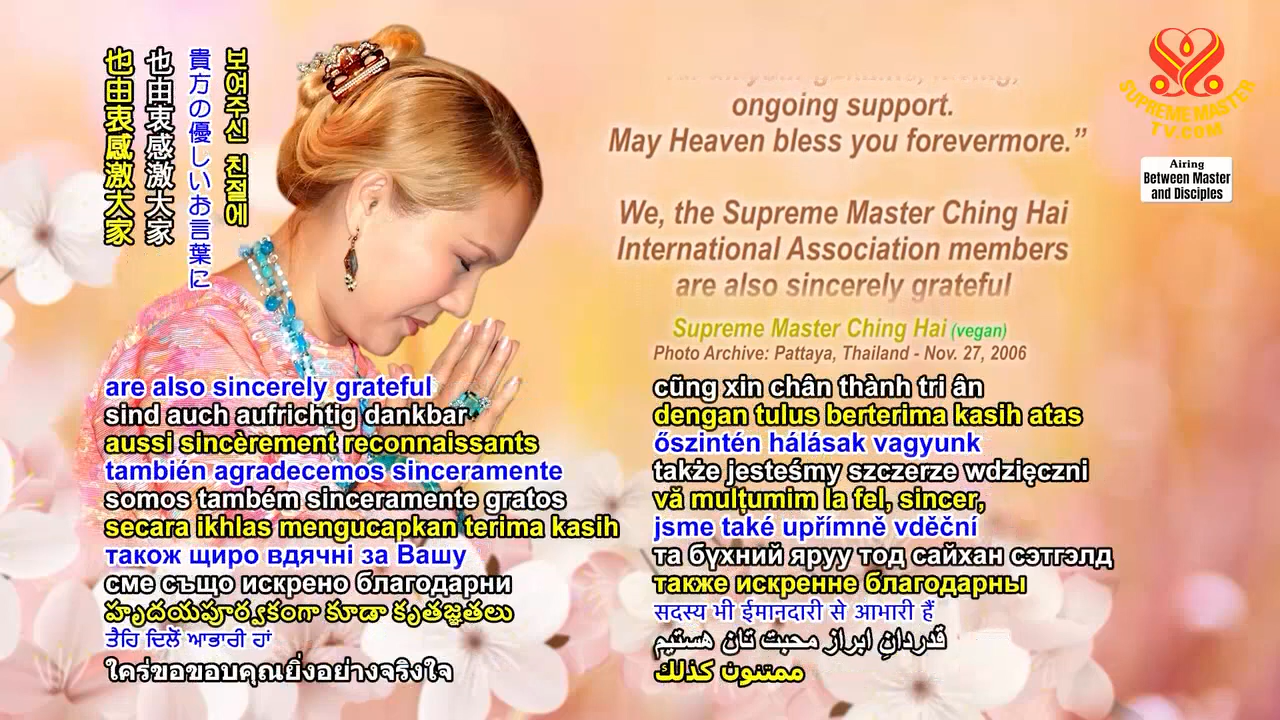 보여주신 친절에
貴方の優しいお言葉に
也由衷感激大家
也由衷感激大家
ongoing support.
May Heaven bless you forevermore.”
We, the Supreme Master Ching Hai
International Association members
are also sincerely grateful
Supreme Master Ching Hai (vegan)
Photo Archive: Pattaya, Thailand - Nov. 27, 2006
SUPREME MASTER
TV.COM
Airing
Between Master
and Disciples
are also sincerely grateful
sind auch aufrichtig dankbar
aussi sincèrement reconnaissants
también agradecemos sinceramente
somos também sinceramente gratos
secara ikhlas mengucapkan terima kasih
також щиро вдячні за Вашу
сме също искрено благодарни
హృదయపూర్వకంగా కూడా కృతజ్ఞతలు
ਤੈਹਿ ਦਿਲੋਂ ਆਭਾਰੀ ਹਾਂ
ใคร่ขอขอบคุณยิ่งอย่างจริงใจ
cũng xin chân thành tri ân
dengan tulus berterima kasih atas
őszintén hálásak vagyunk
także jesteśmy szczerze wdzięczni
vă mulțumim la fel, sincer,
jsme také upřímně vděční
та бүхний яруу тод сайхан сэтгэлд
также искренне благодарны
सदस्य भी ईमानदारी से आभारी हैं
قدردانِ ابراز محبت تان هستیم
ممتنون كذلك